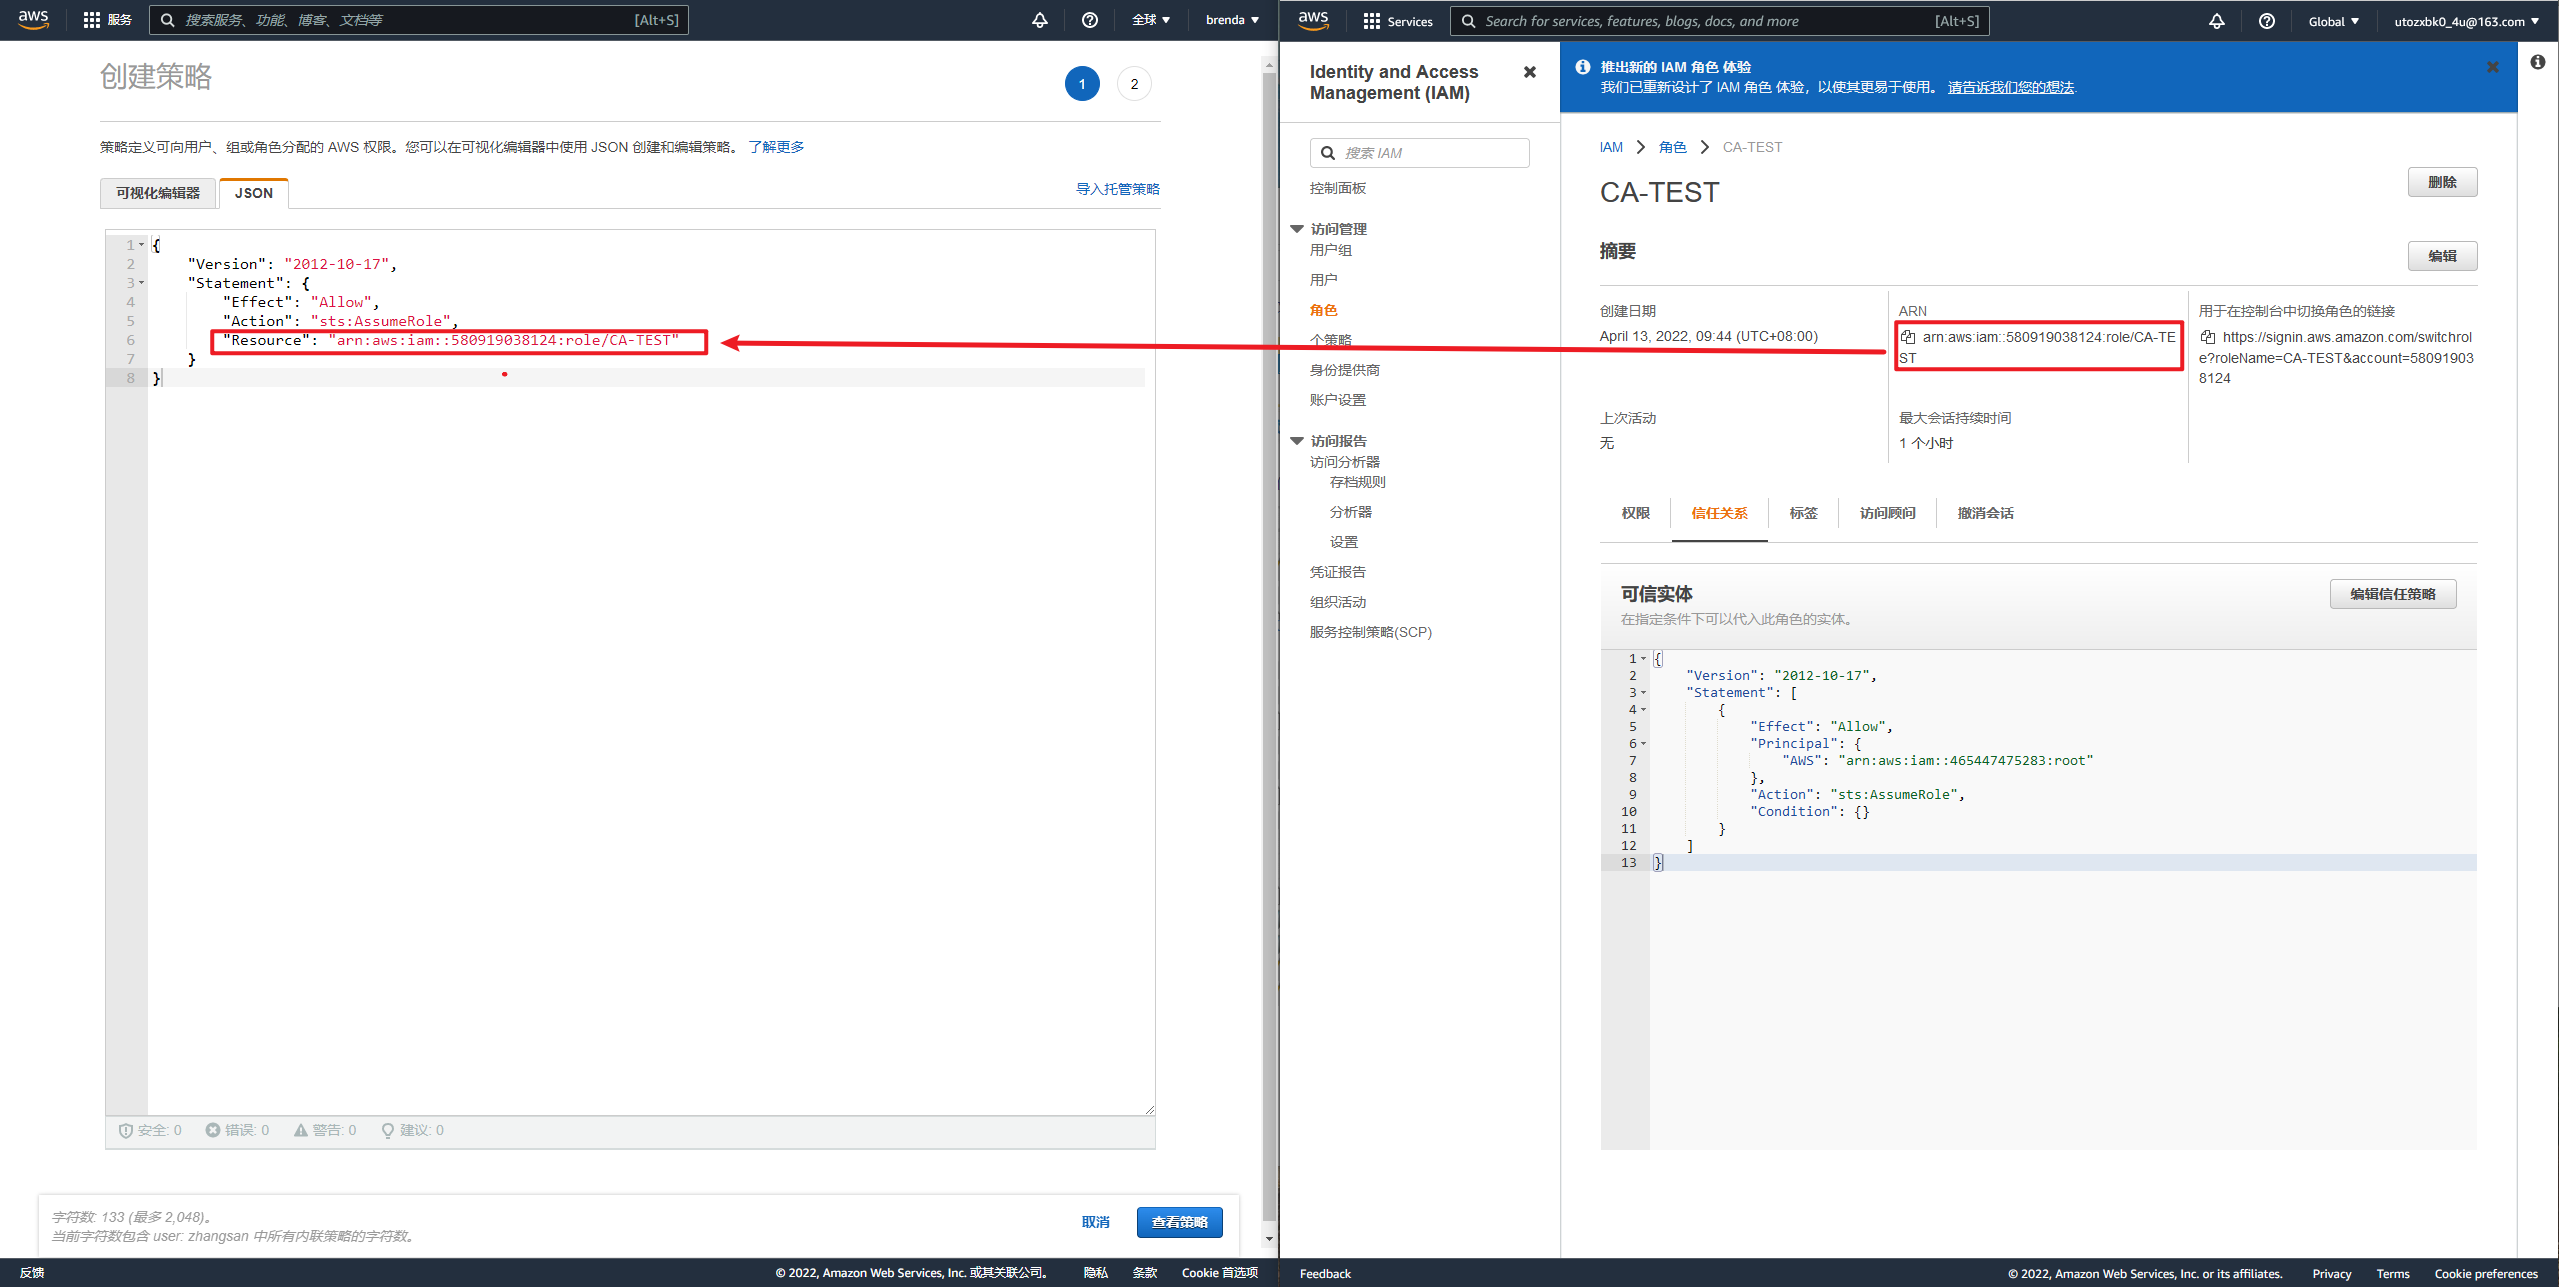 aws 服务 搜索服务、功能、博客、文档等 [Alt+S] 全球 brenda
创建策略
1 2
策略定义可向用户、组或角色分配的 AWS 权限。您可以在可视化编辑器中使用 JSON 创建和编辑策略。 了解更多
可视化编辑器 JSON 导入托管策略
1 {
2 "Version": "2012-10-17",
3 "Statement": {
4 "Effect": "Allow",
5 "Action": "sts:AssumeRole",
6 "Resource": "arn:aws:iam::580919038124:role/CA-TEST"
7 }
8 }
安全: 0 错误: 0 警告: 0 建议: 0
字符数: 133 (最多 2,048)。
当前字符数包含 user: zhangsan 中所有内联策略的字符数。
取消 查看策略
反馈 © 2022, Amazon Web Services, Inc. 或其关联公司。 隐私 条款 Cookie 首选项
aws Services Search for services, features, blogs, docs, and more [Alt+S] Global utozxbk0_4u@163.com
Identity and Access
Management (IAM)
搜索 IAM
控制面板
访问管理
用户组
用户
角色
个策略
身份提供商
账户设置
访问报告
访问分析器
存档规则
分析器
设置
凭证报告
组织活动
服务控制策略(SCP)
推出新的 IAM 角色 体验
我们已重新设计了 IAM 角色 体验，以使其更易于使用。 请告诉我们您的想法.
IAM 角色 CA-TEST
CA-TEST 删除
摘要 编辑
创建日期
April 13, 2022, 09:44 (UTC+08:00)
ARN
arn:aws:iam::580919038124:role/CA-TE
ST
用于在控制台中切换角色的链接
https://signin.aws.amazon.com/switchrol
e?roleName=CA-TEST&account=58091903
8124
上次活动
无
最大会话持续时间
1 个小时
权限 信任关系 标签 访问顾问 撤消会话
可信实体 编辑信任策略
在指定条件下可以代入此角色的实体。
1 {
2 "Version": "2012-10-17",
3 "Statement": [
4 {
5 "Effect": "Allow",
6 "Principal": {
7 "AWS": "arn:aws:iam::465447475283:root"
8 },
9 "Action": "sts:AssumeRole",
10 "Condition": {}
11 }
12 ]
13 }
Feedback © 2022, Amazon Web Services, Inc. or its affiliates. Privacy Terms Cookie preferences